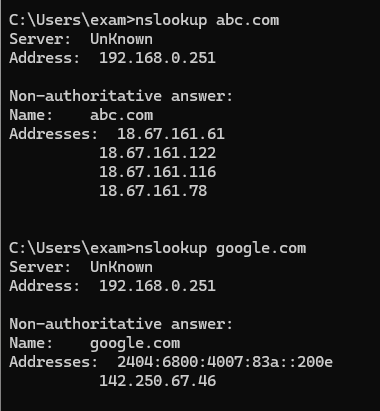 C:\Users\exam>nslookup abc.com
Server:  UnKnown
Address:  192.168.0.251

Non-authoritative answer:
Name:    abc.com
Addresses:  18.67.161.61
          18.67.161.122
          18.67.161.116
          18.67.161.78

C:\Users\exam>nslookup google.com
Server:  UnKnown
Address:  192.168.0.251

Non-authoritative answer:
Name:    google.com
Addresses:  2404:6800:4007:83a::200e
          142.250.67.46